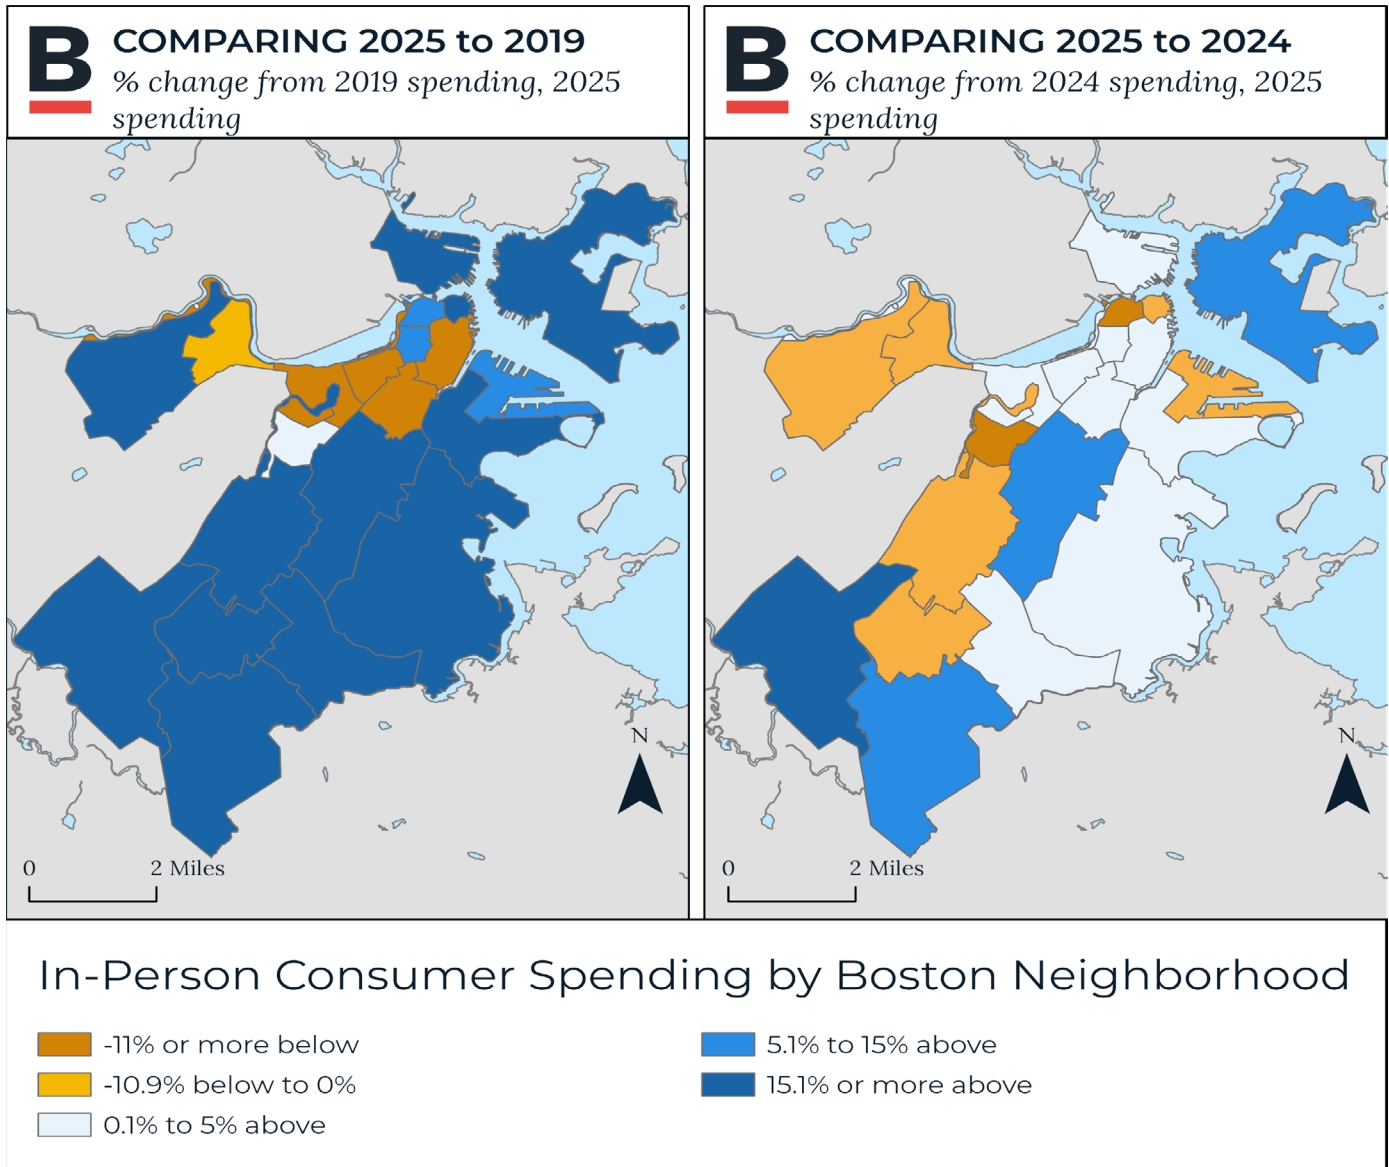 B
COMPARING 2025 to 2019
% change from 2019 spending, 2025
spending
B
COMPARING 2025 to 2024
% change from 2024 spending, 2025
spending
N
0 2 Miles
N
0 2 Miles
In-Person Consumer Spending by Boston Neighborhood
-11% or more below
-10.9% below to 0%
0.1% to 5% above
5.1% to 15% above
15.1% or more above